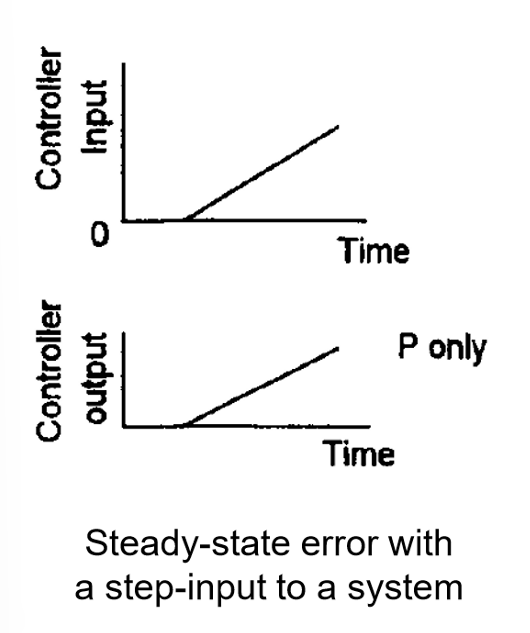 Controller
Input
0
Time
Controller
output
P only
Time
Steady-state error with
a step-input to a system